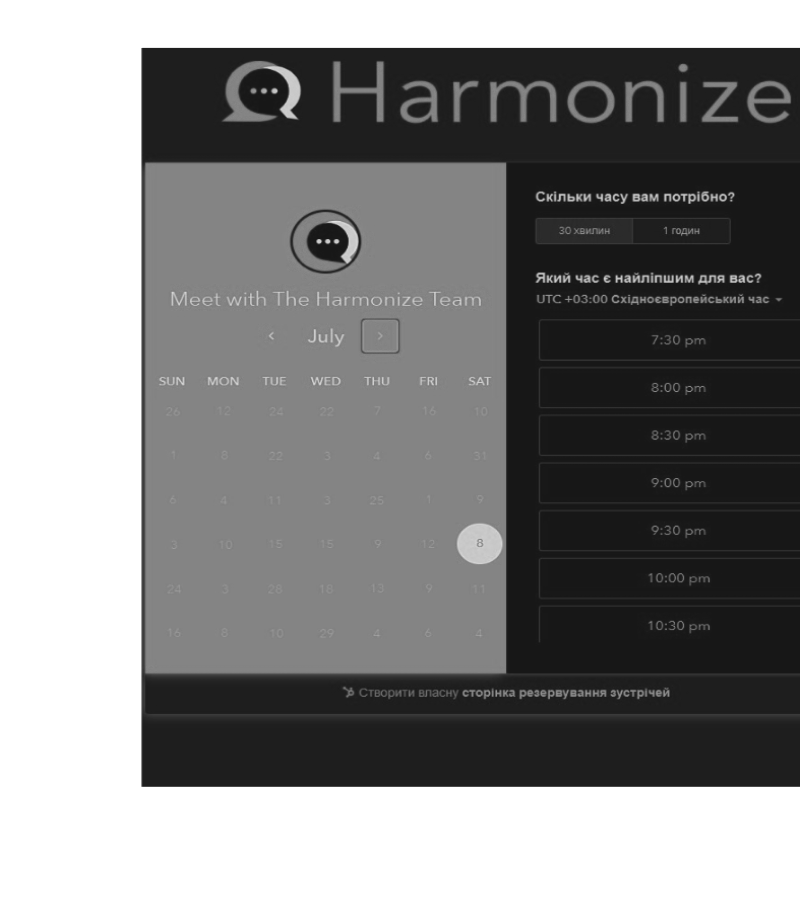 Harmonize
Meet with The Harmonize Team
July
SUN MON TUE WED THU FRI SAT
26 12 24 22 7 16 10
1 8 22 3 4 6 31
6 4 11 3 25 1 9
3 10 15 15 9 12 8
24 3 28 18 13 9 11
16 8 10 29 4 6 4
Скільки часу вам потрібно?
30 хвилин 1 годин
Який час є найліпшим для вас?
UTC +03:00 Східноєвропейський час
7:30 pm
8:00 pm
8:30 pm
9:00 pm
9:30 pm
10:00 pm
10:30 pm
Створити власну сторінка резервування зустрічей